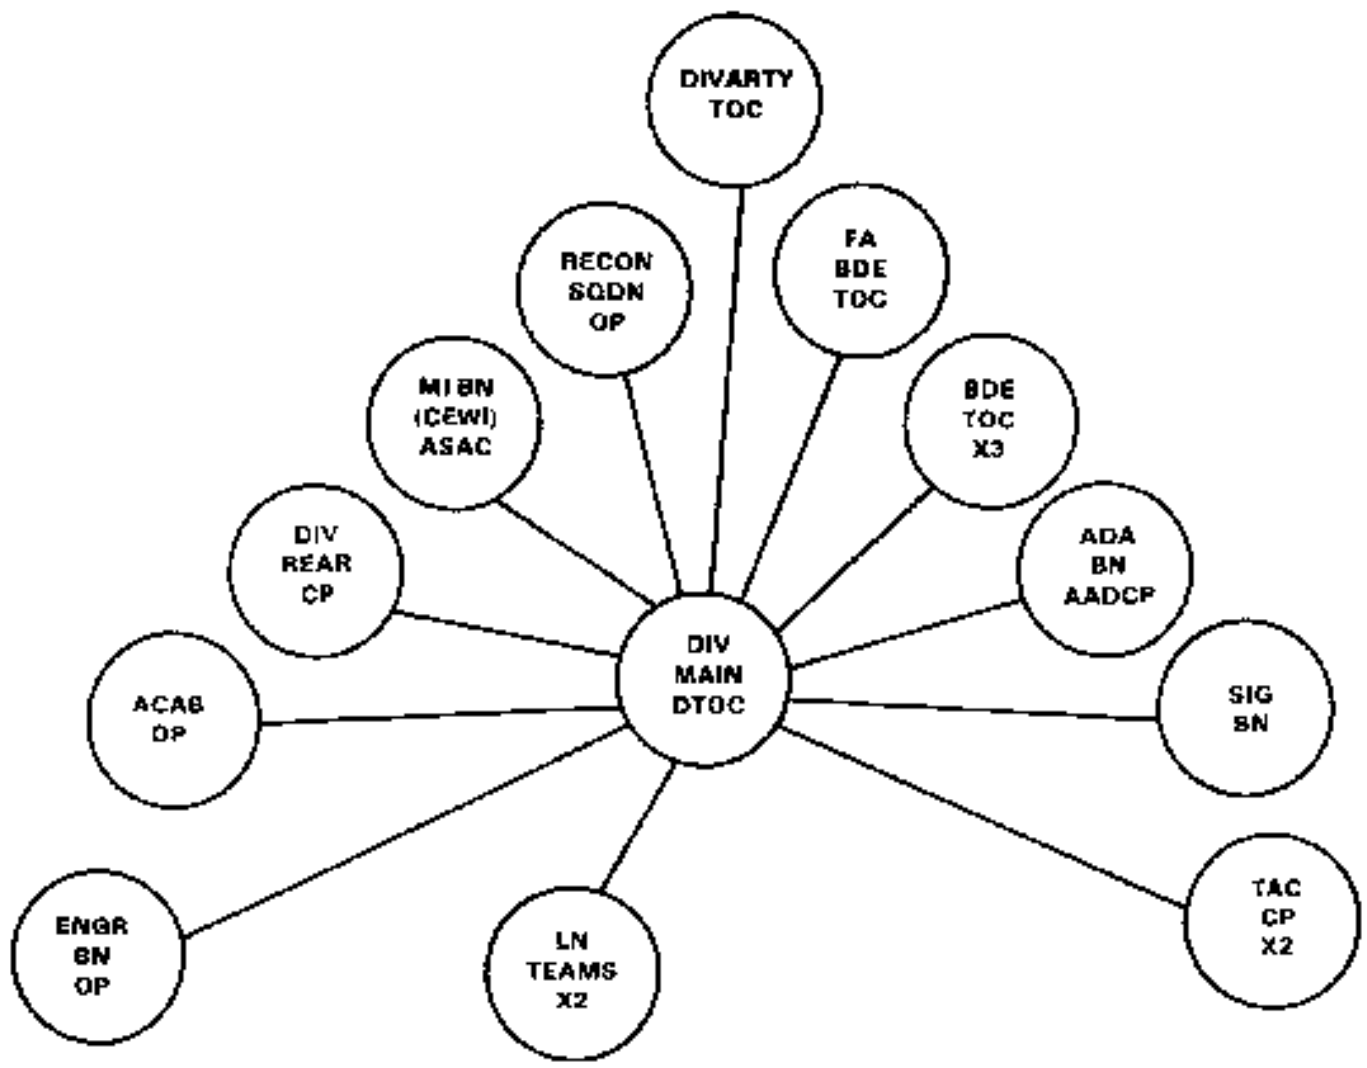 DIVARTY
TOC
RECON
SQDN
OP
FA
BDE
TOC
MI BN
(CEWI)
ASAC
BDE
TOC
X3
DIV
REAR
CP
ADA
BN
AADCP
DIV
MAIN
DTOC
ACAB
OP
SIG
BN
ENGR
BN
OP
LN
TEAMS
X2
TAC
CP
X2